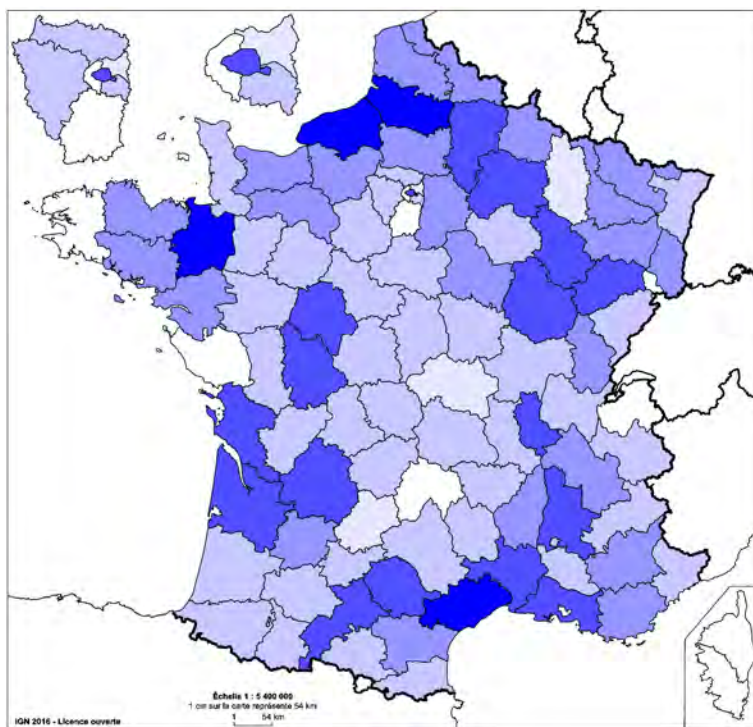 Échelle 1 : 5 400 000
1 cm sur la carte représente 54 km
1 54 km
IGN 2016 - Licence ouverte